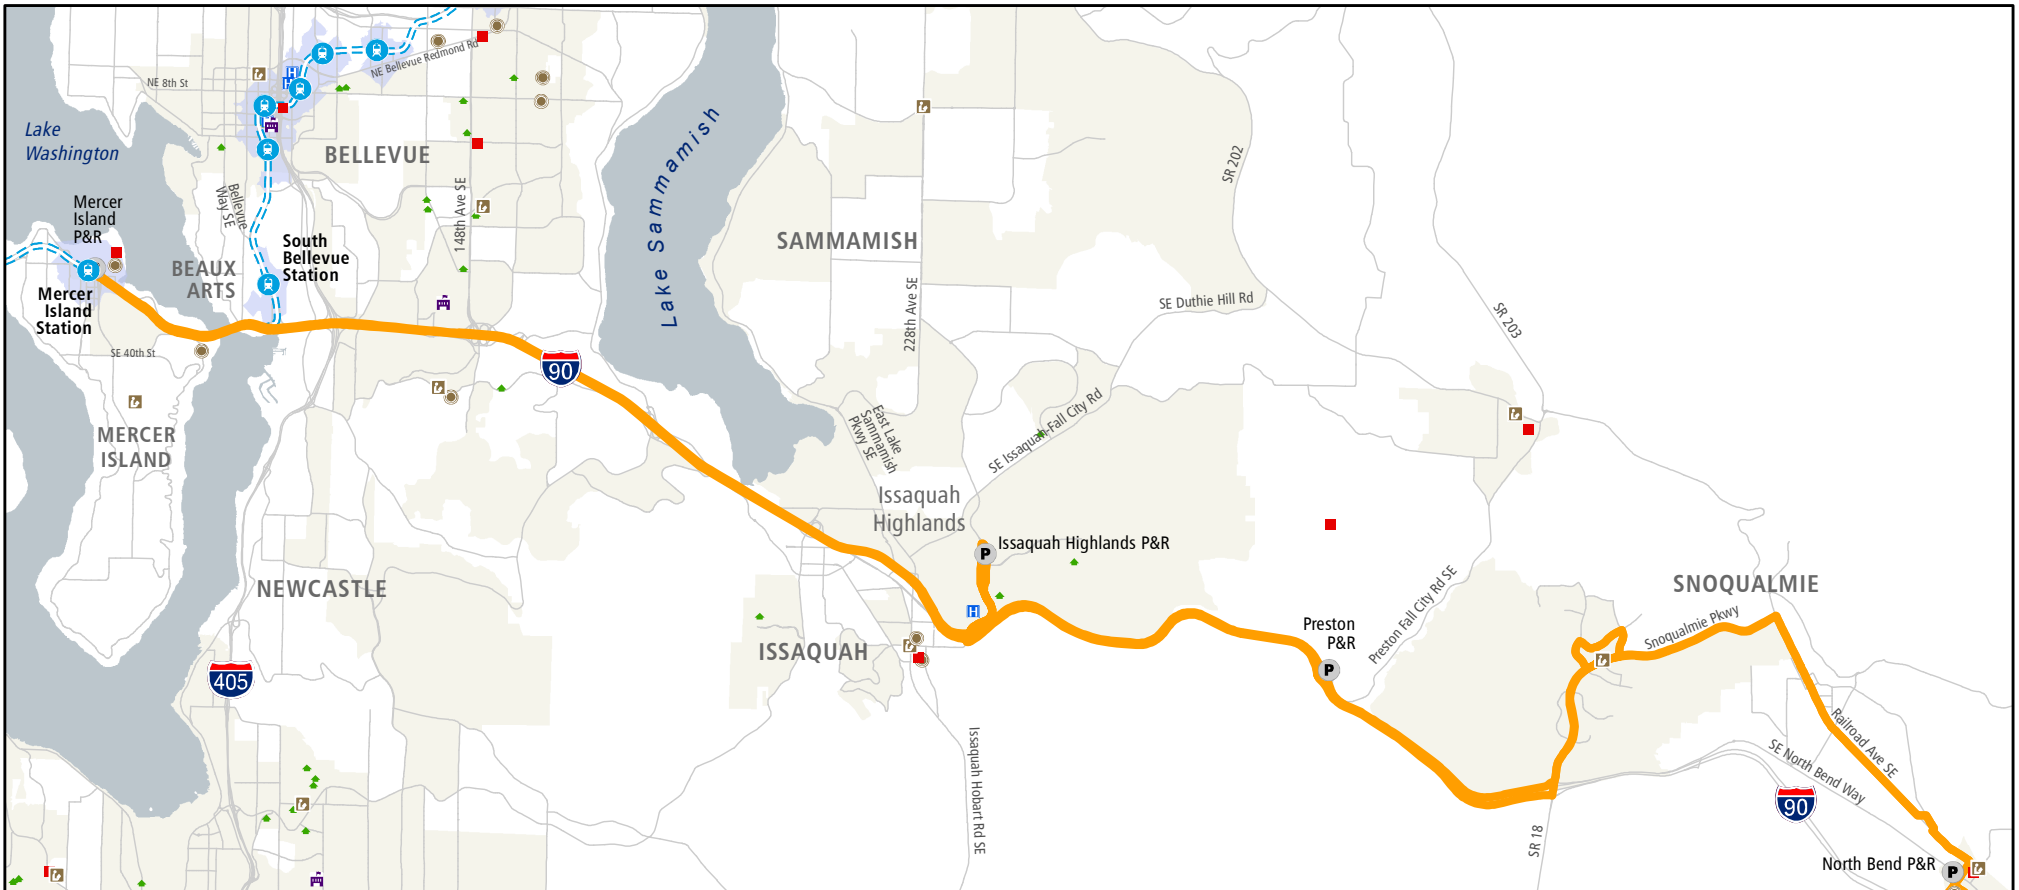 NE 8th St
NE Bellevue Redmond Rd
H
H
Lake
Washington
BELLEVUE
Mercer
Island
P&R
Bellevue
Way SE
148th Ave SE
South
Bellevue
Station
BEAUX
ARTS
Mercer
Island
Station
SE 40th St
MERCER
ISLAND
90
Lake Sammamish
SAMMAMISH
228th Ave SE
SR 202
SE Duthie Hill Rd
SR 203
East Lake
Sammamish
Pkwy SE
SE Issaquah-Fall City Rd
Issaquah
Highlands
P
Issaquah Highlands P&R
NEWCASTLE
405
H
ISSAQUAH
Issaquah Hobart Rd SE
Preston
P&R
P
Preston Fall City Rd SE
SNOQUALMIE
Snoqualmie Pkwy
Railroad Ave SE
SE North Bend Way
90
SR 18
North Bend P&R
P